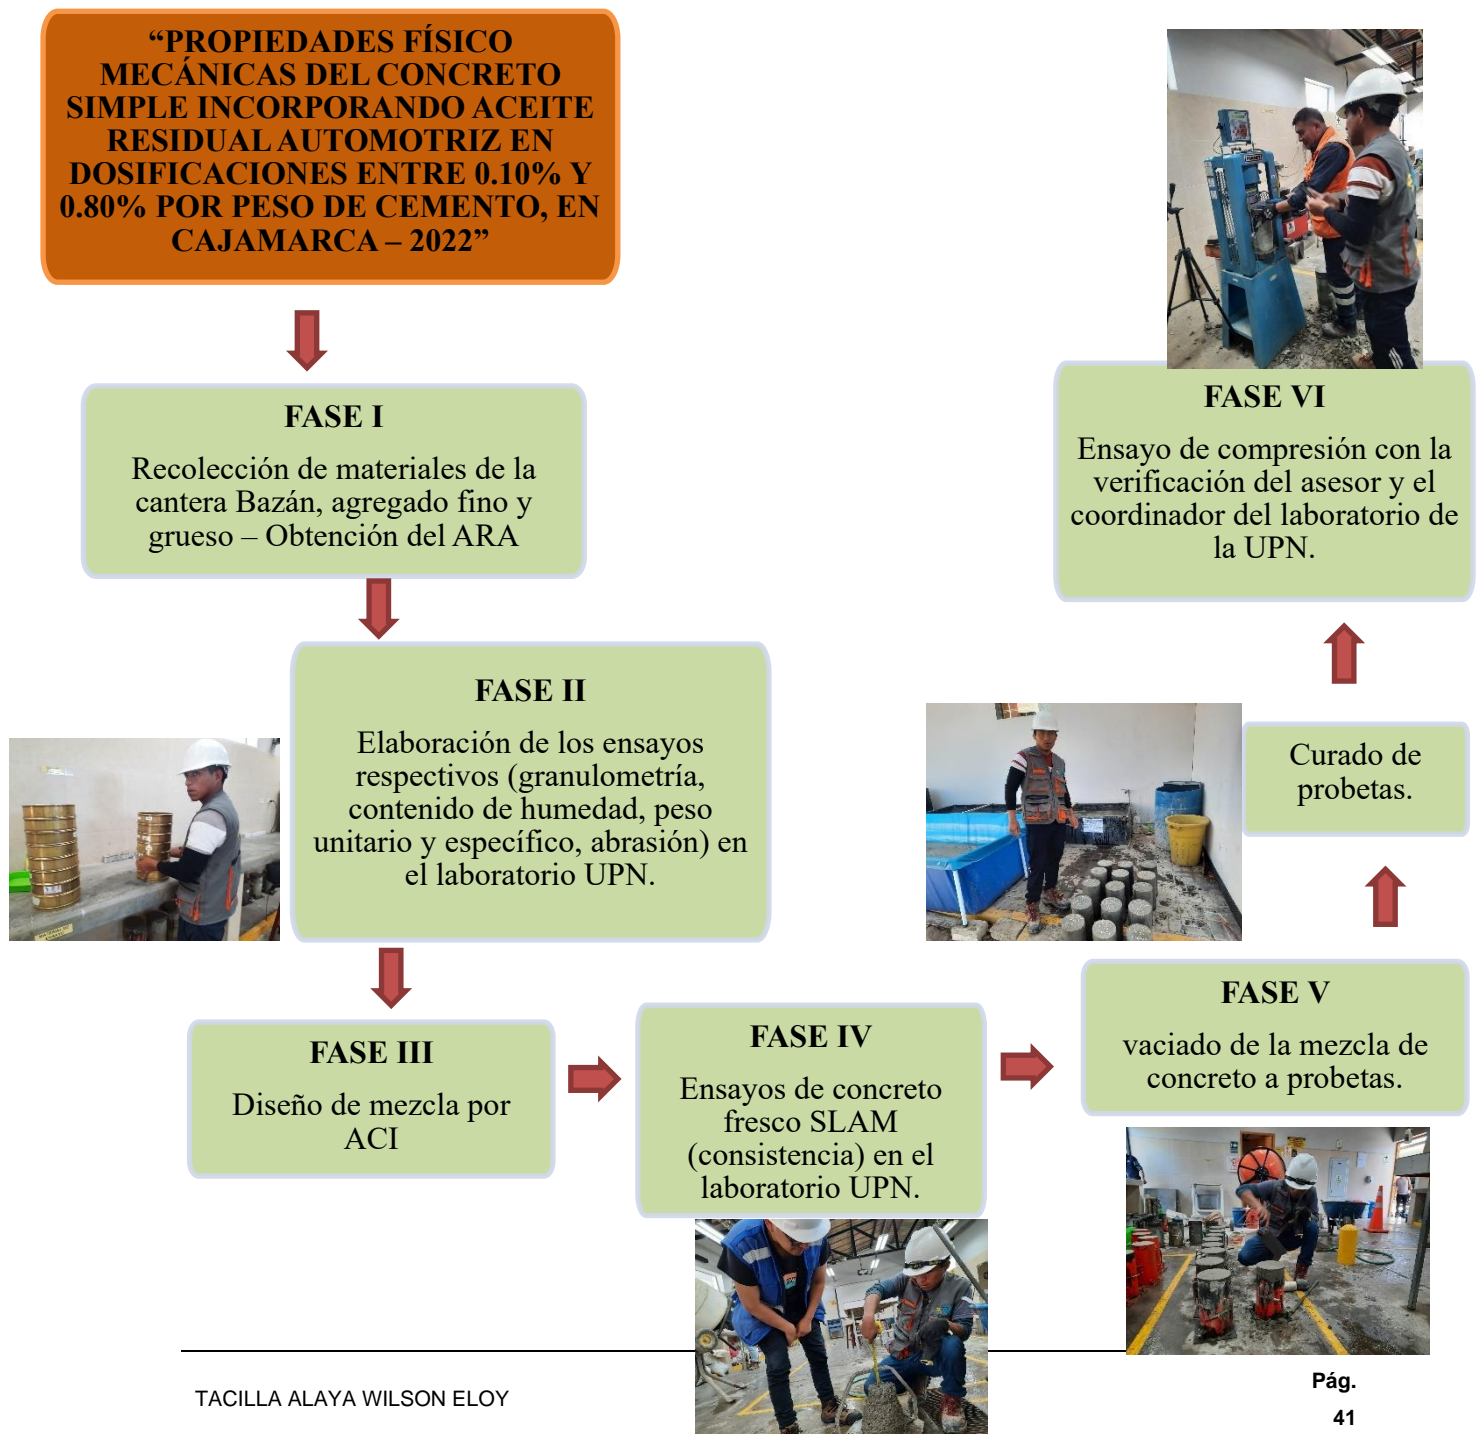 “PROPIEDADES FÍSICO
MECÁNICAS DEL CONCRETO
SIMPLE INCORPORANDO ACEITE
RESIDUAL AUTOMOTRIZ EN
DOSIFICACIONES ENTRE 0.10% Y
0.80% POR PESO DE CEMENTO, EN
CAJAMARCA – 2022”
FASE I
Recolección de materiales de la
cantera Bazán, agregado fino y
grueso – Obtención del ARA
FASE II
Elaboración de los ensayos
respectivos (granulometría,
contenido de humedad, peso
unitario y específico, abrasión) en
el laboratorio UPN.
FASE III
Diseño de mezcla por
ACI
FASE IV
Ensayos de concreto
fresco SLAM
(consistencia) en el
laboratorio UPN.
FASE V
vaciado de la mezcla de
concreto a probetas.
Curado de
probetas.
FASE VI
Ensayo de compresión con la
verificación del asesor y el
coordinador del laboratorio de
la UPN.
TACILLA ALAYA WILSON ELOY
Pág.
41